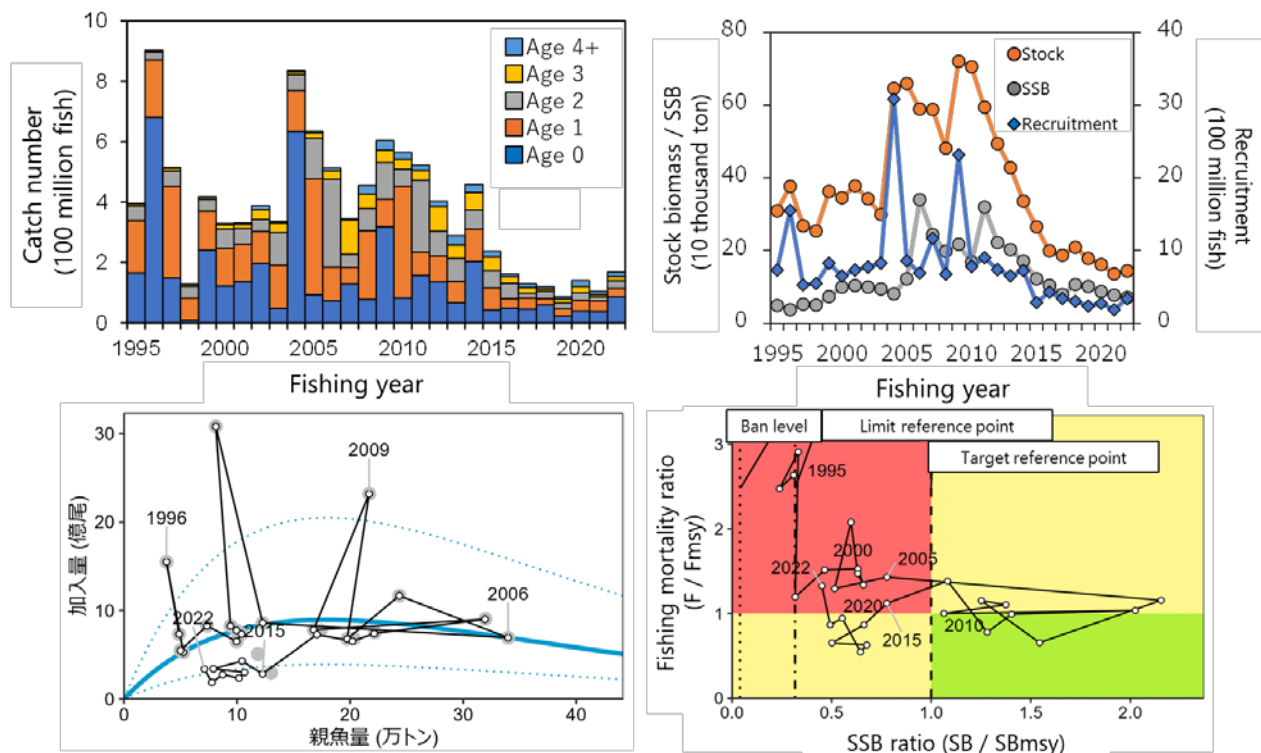 10
8
6
4
2
0
Catch number
(100 million fish)
Age 4+
Age 3
Age 2
Age 1
Age 0
1995
2000
2005
2010
2015
2020
Fishing year
80
60
40
20
0
Stock biomass / SSB
(10 thousand ton)
Stock
SSB
Recruitment
40
30
20
10
0
Recruitment
(100 million fish)
1995
2000
2005
2010
2015
2020
Fishing year
30
20
10
0
加入量 (億尾)
1996
2009
2006
2022
2015
0
10
20
30
40
親魚量 (万トン)
3
2
1
0
Fishing mortality ratio
(F / Fmsy)
Ban level
Limit reference point
Target reference point
1995
2000
2005
2022
2020
2015
2010
0.0
0.5
1.0
1.5
2.0
SSB ratio (SB / SBmsy)